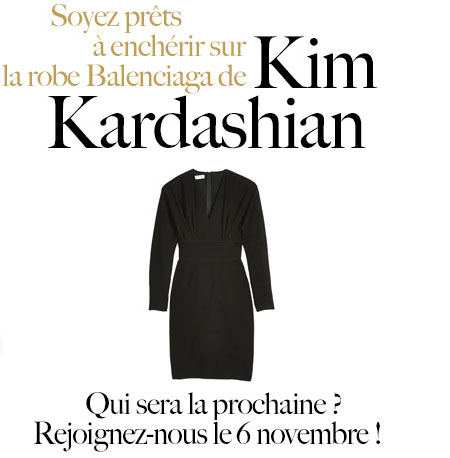 Soyez prêts
à enchérir sur
la robe Balenciaga de Kim
Kardashian
Qui sera la prochaine ?
Rejoignez-nous le 6 novembre !